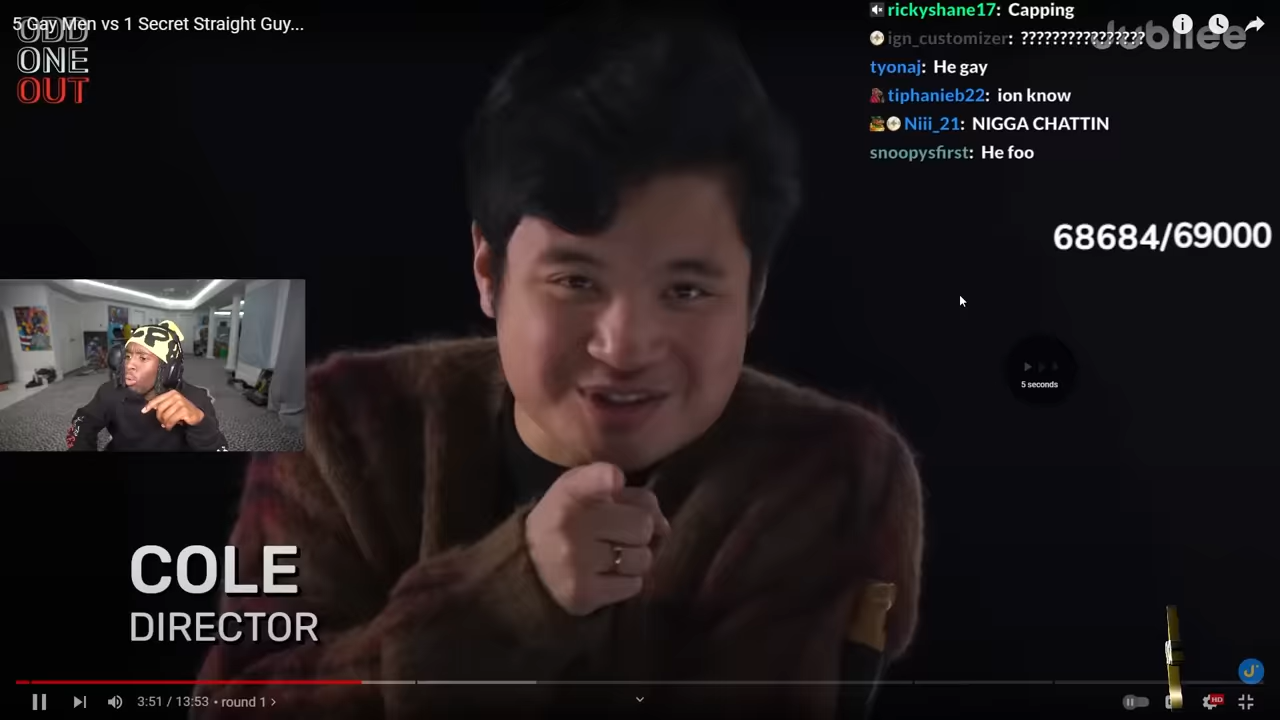 5 Gay Men vs 1 Secret Straight Guy...
ODD
ONE
OUT
jubilee
rickyshane17: Capping
ign_customizer: ????????????????
tyonaj: He gay
tiphanieb22: ion know
Niii_21: NIGGA CHATTIN
snoopysfirst: He foo
68684/69000
5 seconds
COLE
DIRECTOR
3:51 / 13:53 • round 1 >
HD